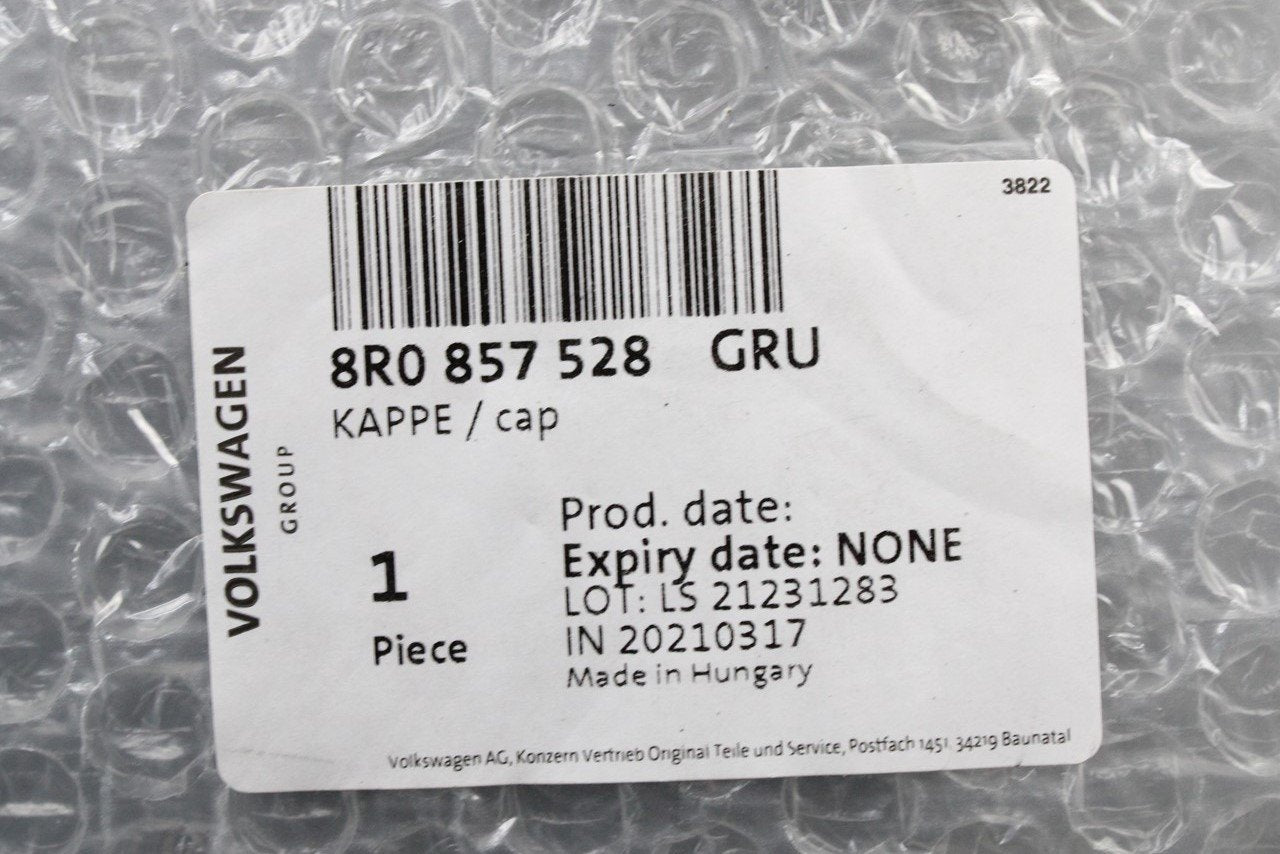 3822
8R0 857 528 GRU
KAPPE / cap
VOLKSWAGEN
GROUP
1
Piece
Prod. date:
Expiry date: NONE
LOT: LS 21231283
IN 20210317
Made in Hungary
Volkswagen AG, Konzern Vertrieb Original Teile und Service, Postfach 1451, 34219 Baunatal